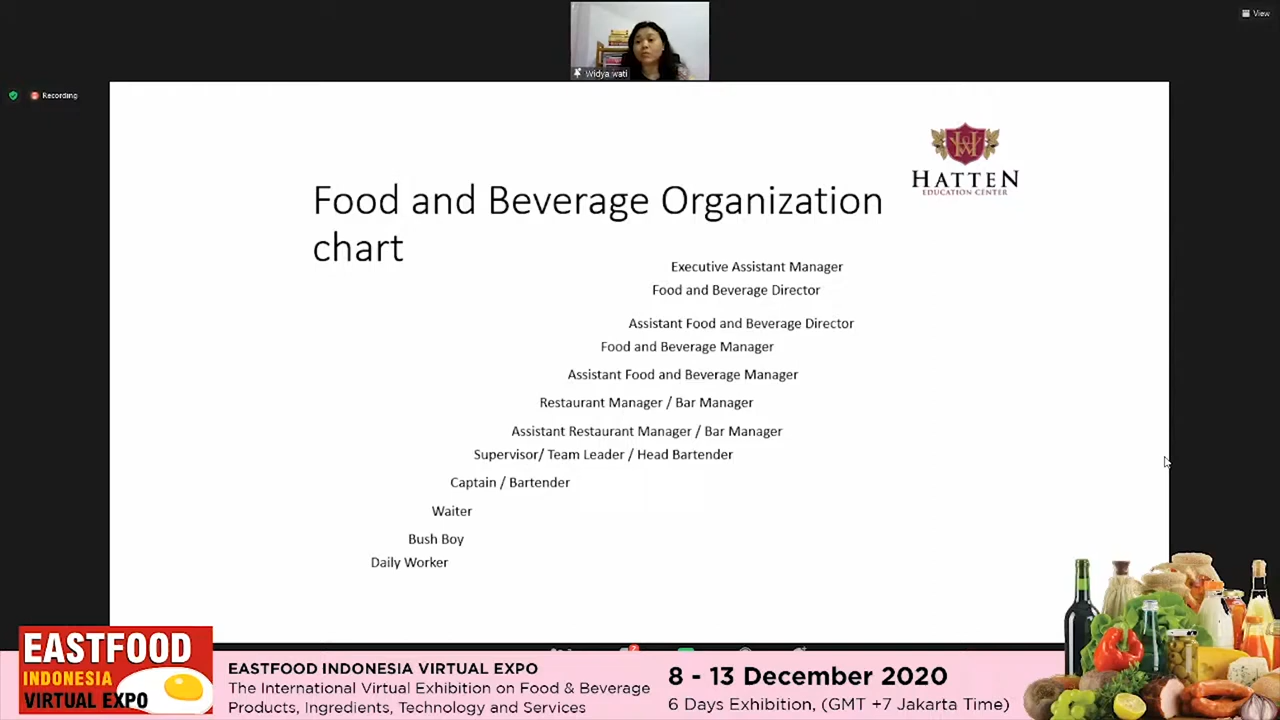 View
Widya wati
Recording
HATTEN
EDUCATION CENTER
Food and Beverage Organization
chart
Executive Assistant Manager
Food and Beverage Director
Assistant Food and Beverage Director
Food and Beverage Manager
Assistant Food and Beverage Manager
Restaurant Manager / Bar Manager
Assistant Restaurant Manager / Bar Manager
Supervisor/ Team Leader / Head Bartender
Captain / Bartender
Waiter
Bush Boy
Daily Worker
EASTFOOD
INDONESIA
VIRTUAL EXPO
EASTFOOD INDONESIA VIRTUAL EXPO
The International Virtual Exhibition on Food & Beverage
Products, Ingredients, Technology and Services
8 - 13 December 2020
6 Days Exhibition, (GMT +7 Jakarta Time)